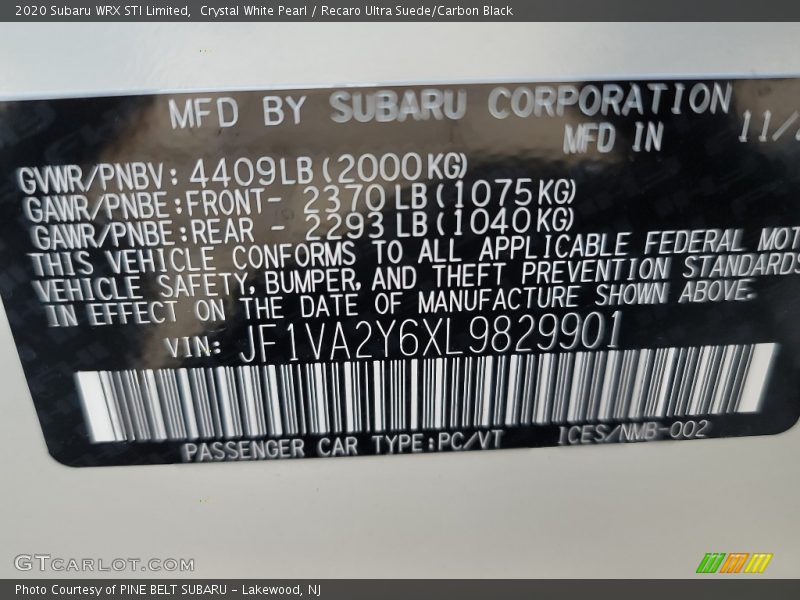 2020 Subaru WRX STI Limited, Crystal White Pearl / Recaro Ultra Suede/Carbon Black
MFD BY SUBARU CORPORATION
MFD IN 11/
GVWR/PNBV: 4409LB(2000KG)
GAWR/PNBE:FRONT- 2370LB(1075KG)
GAWR/PNBE:REAR - 2293LB(1040KG)
THIS VEHICLE CONFORMS TO ALL APPLICABLE FEDERAL MOT
VEHICLE SAFETY, BUMPER, AND THEFT PREVENTION STANDARDS
IN EFFECT ON THE DATE OF MANUFACTURE SHOWN ABOVE.
VIN: JF1VA2Y6XL9829901
PASSENGER CAR TYPE:PC/VT ICES/NMB-002
GTCARLOT.COM
Photo Courtesy of PINE BELT SUBARU - Lakewood, NJ